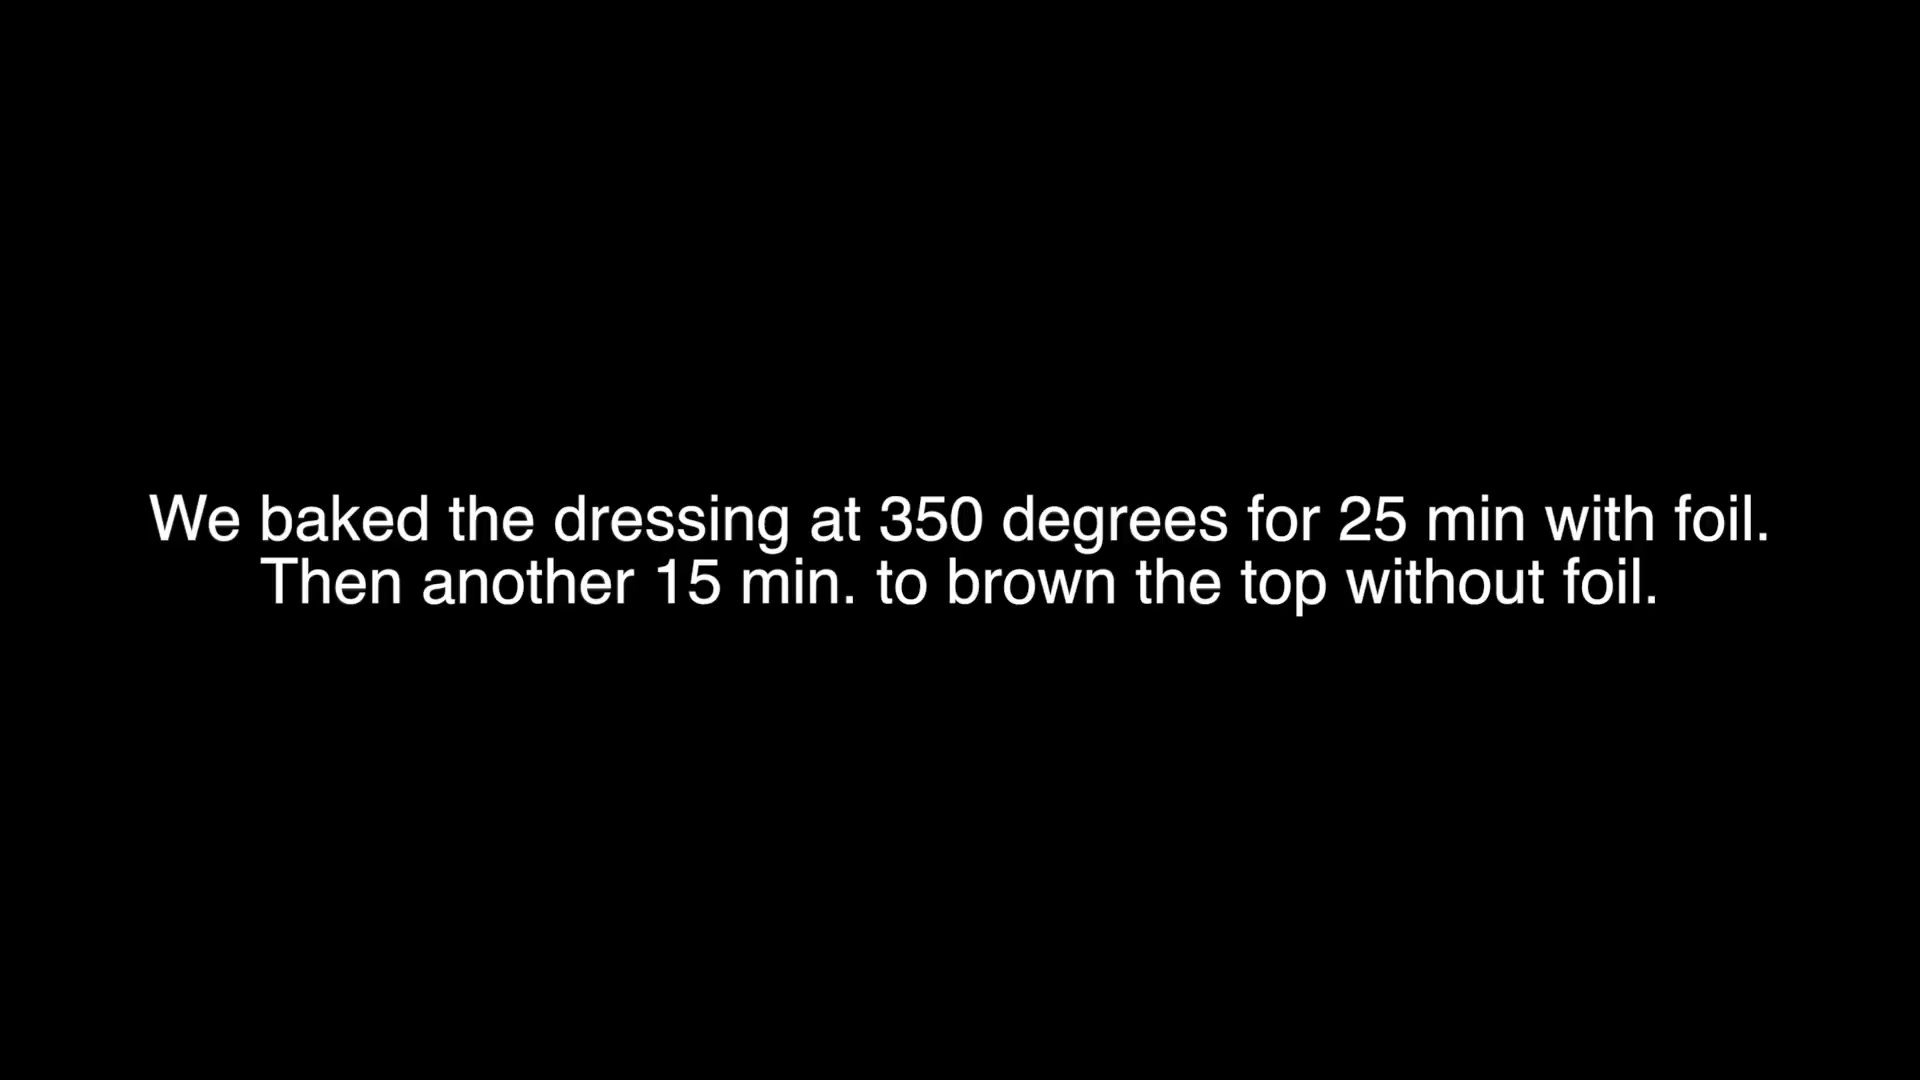 We baked the dressing at 350 degrees for 25 min with foil.
Then another 15 min. to brown the top without foil.